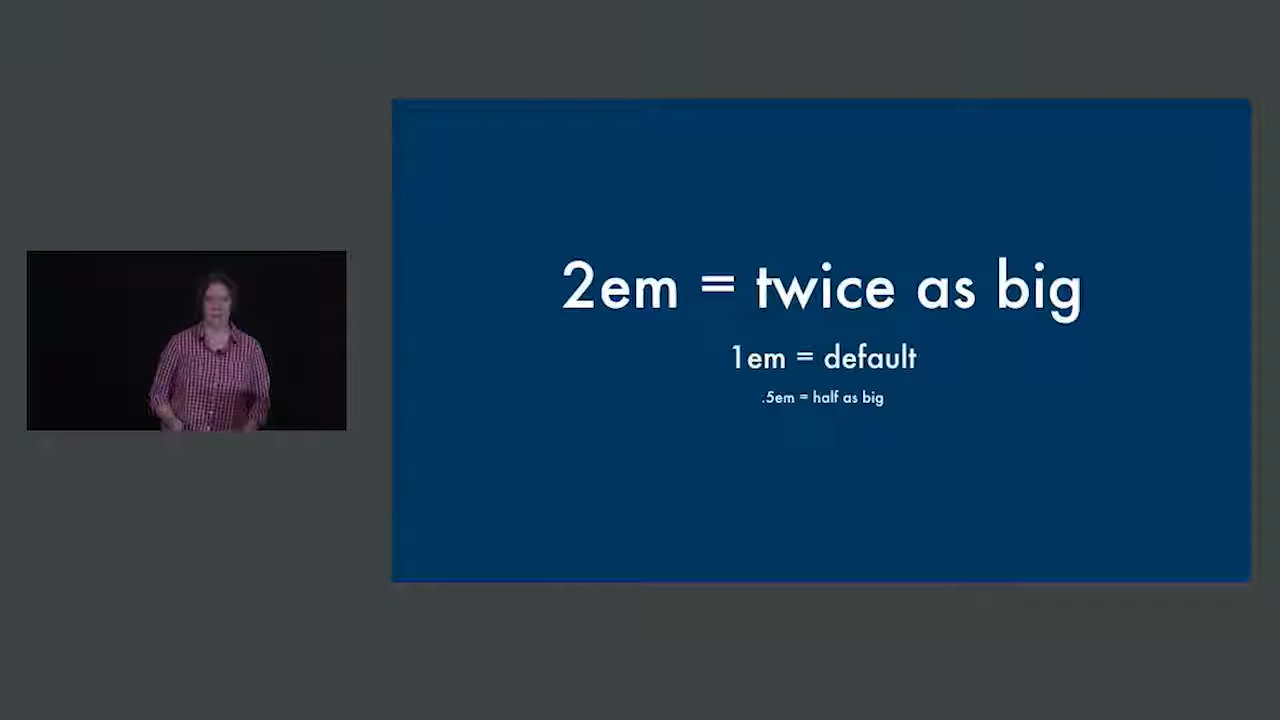 2em = twice as big
1em = default
.5em = half as big